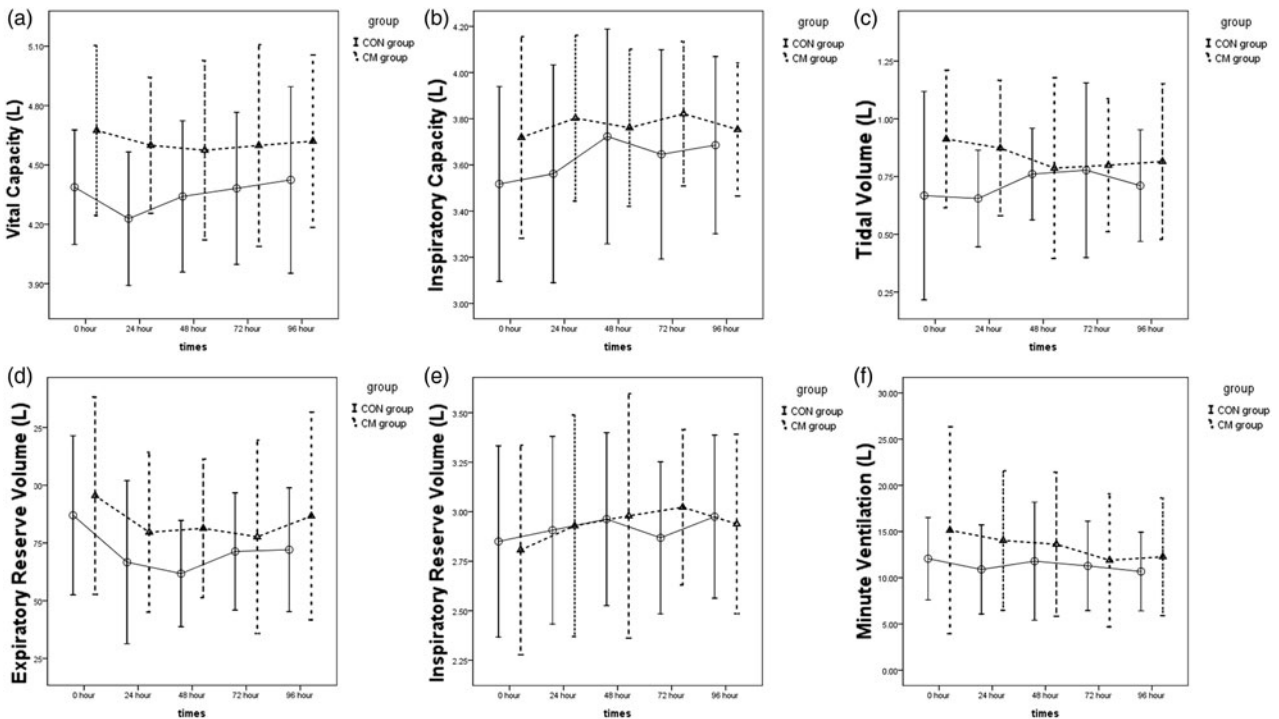 (a)
group
CON group
CM group
Vital Capacity (L)
5.10
4.80
4.50
4.20
3.90
0 hour 24 hour 48 hour 72 hour 96 hour
times
(b)
group
CON group
CM group
Inspiratory Capacity (L)
4.20
4.00
3.80
3.60
3.40
3.20
3.00
0 hour 24 hour 48 hour 72 hour 96 hour
times
(c)
group
CON group
CM group
Tidal Volume (L)
1.25
1.00
0.75
0.50
0.25
0 hour 24 hour 48 hour 72 hour 96 hour
times
(d)
group
CON group
CM group
Expiratory Reserve Volume (L)
25
00
75
50
25
0 hour 24 hour 48 hour 72 hour 96 hour
times
(e)
group
CON group
CM group
Inspiratory Reserve Volume (L)
3.50
3.25
3.00
2.75
2.50
2.25
0 hour 24 hour 48 hour 72 hour 96 hour
times
(f)
group
CON group
CM group
Minute Ventilation (L)
30.00
25.00
20.00
15.00
10.00
5.00
0.00
0 hour 24 hour 48 hour 72 hour 96 hour
times